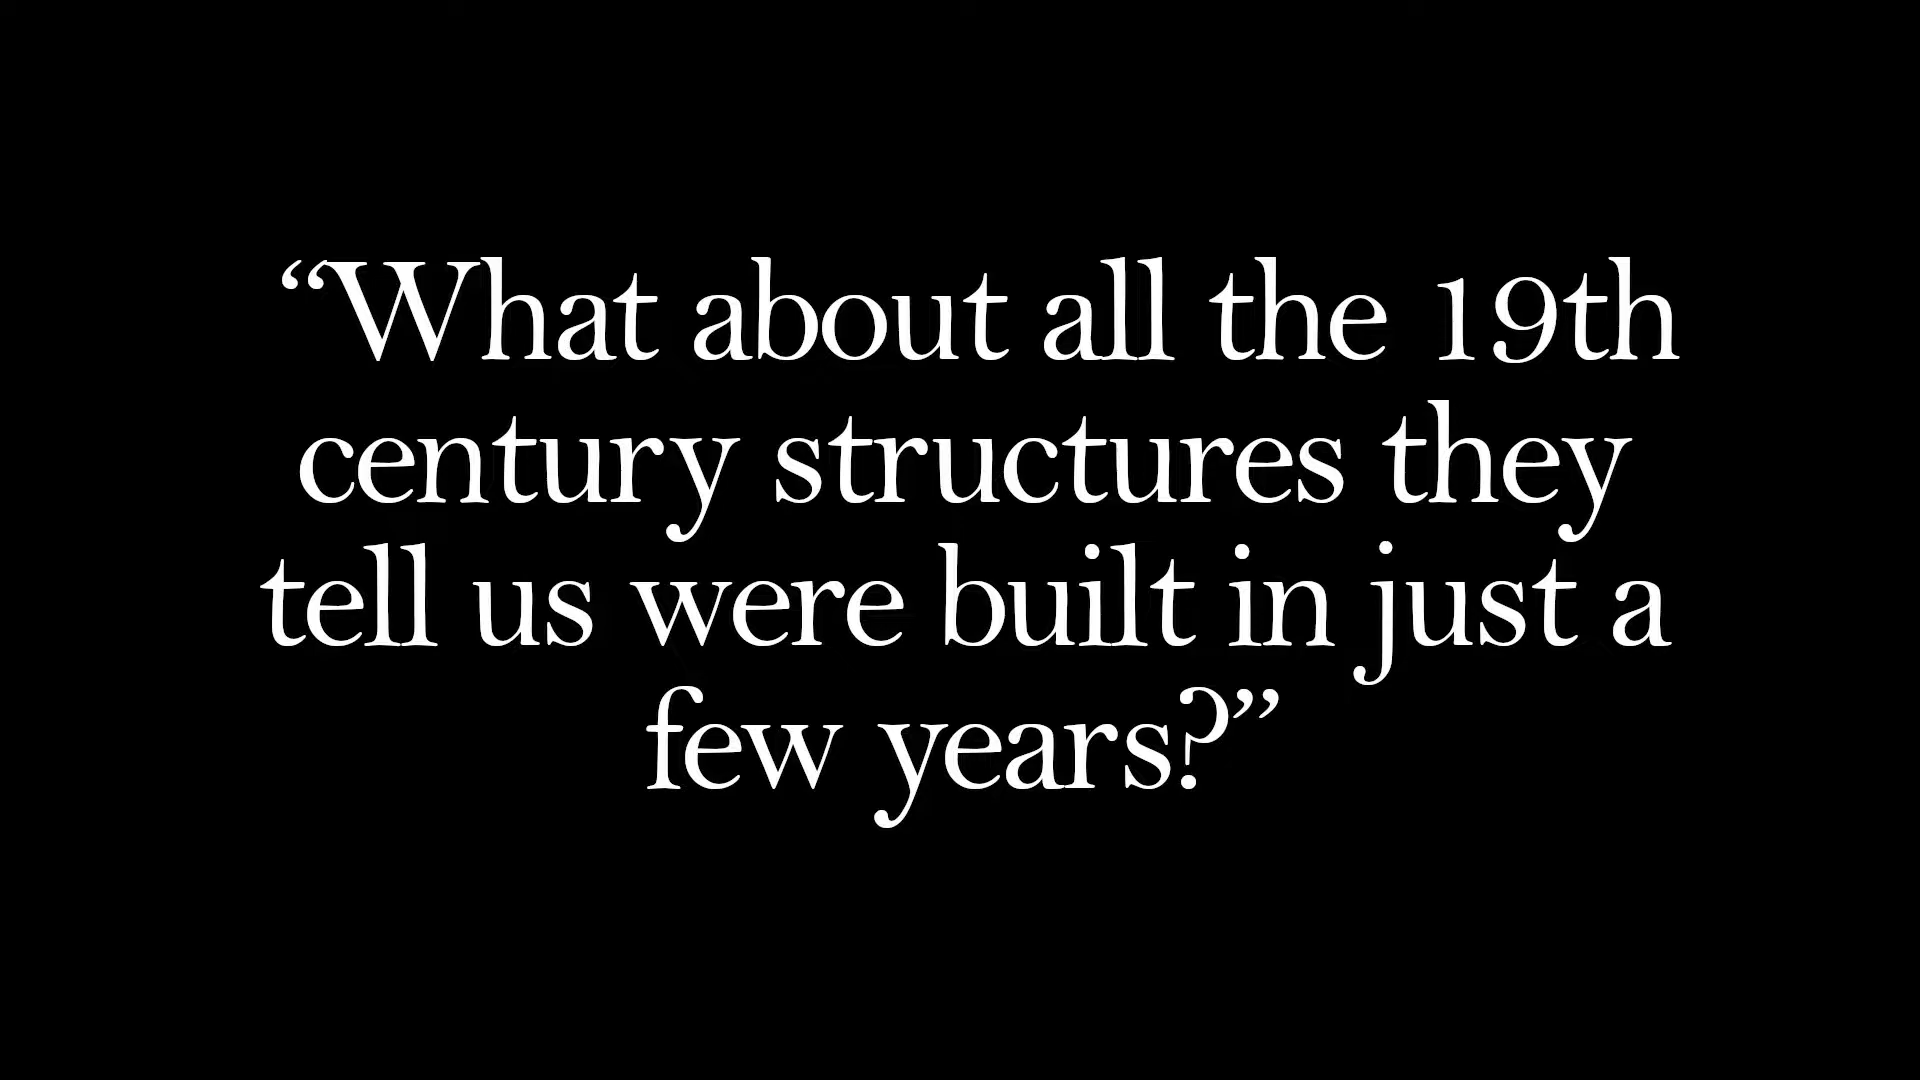 “What about all the 19th
century structures they
tell us were built in just a
few years?”